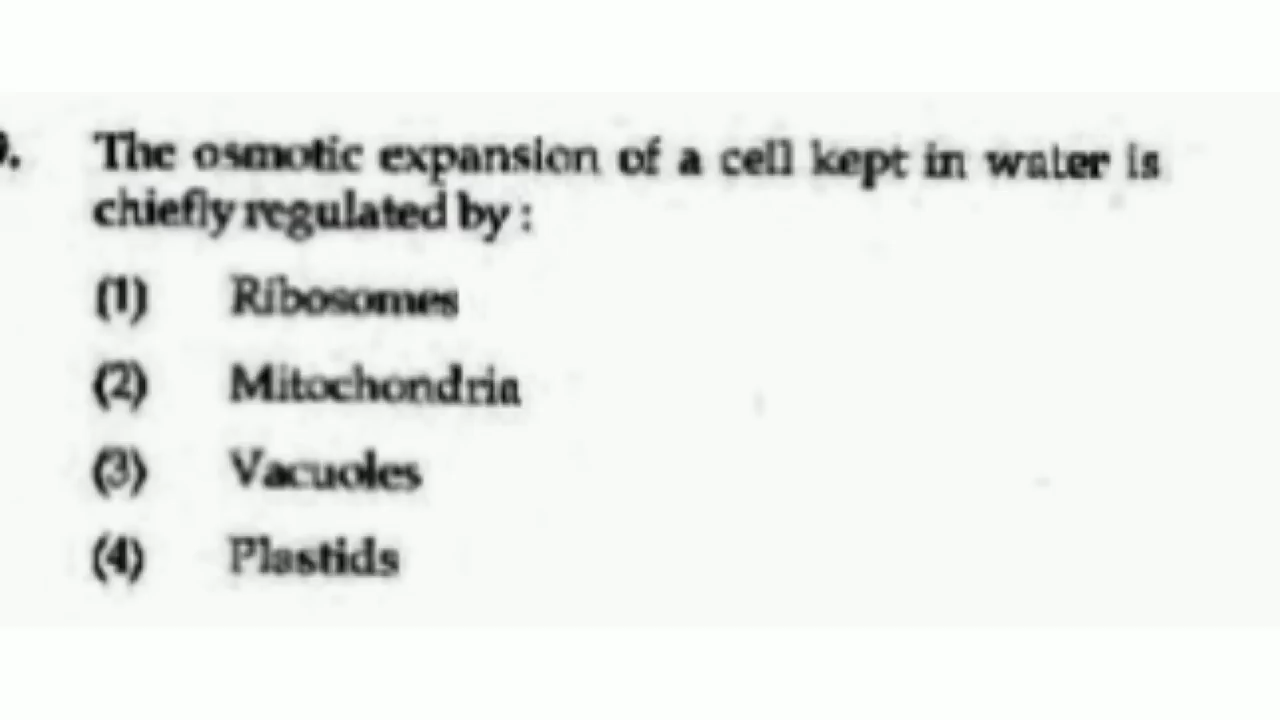 9. The osmotic expansion of a cell kept in water is
chiefly regulated by :
(1) Ribosomes
(2) Mitochondria
(3) Vacuoles
(4) Plastids